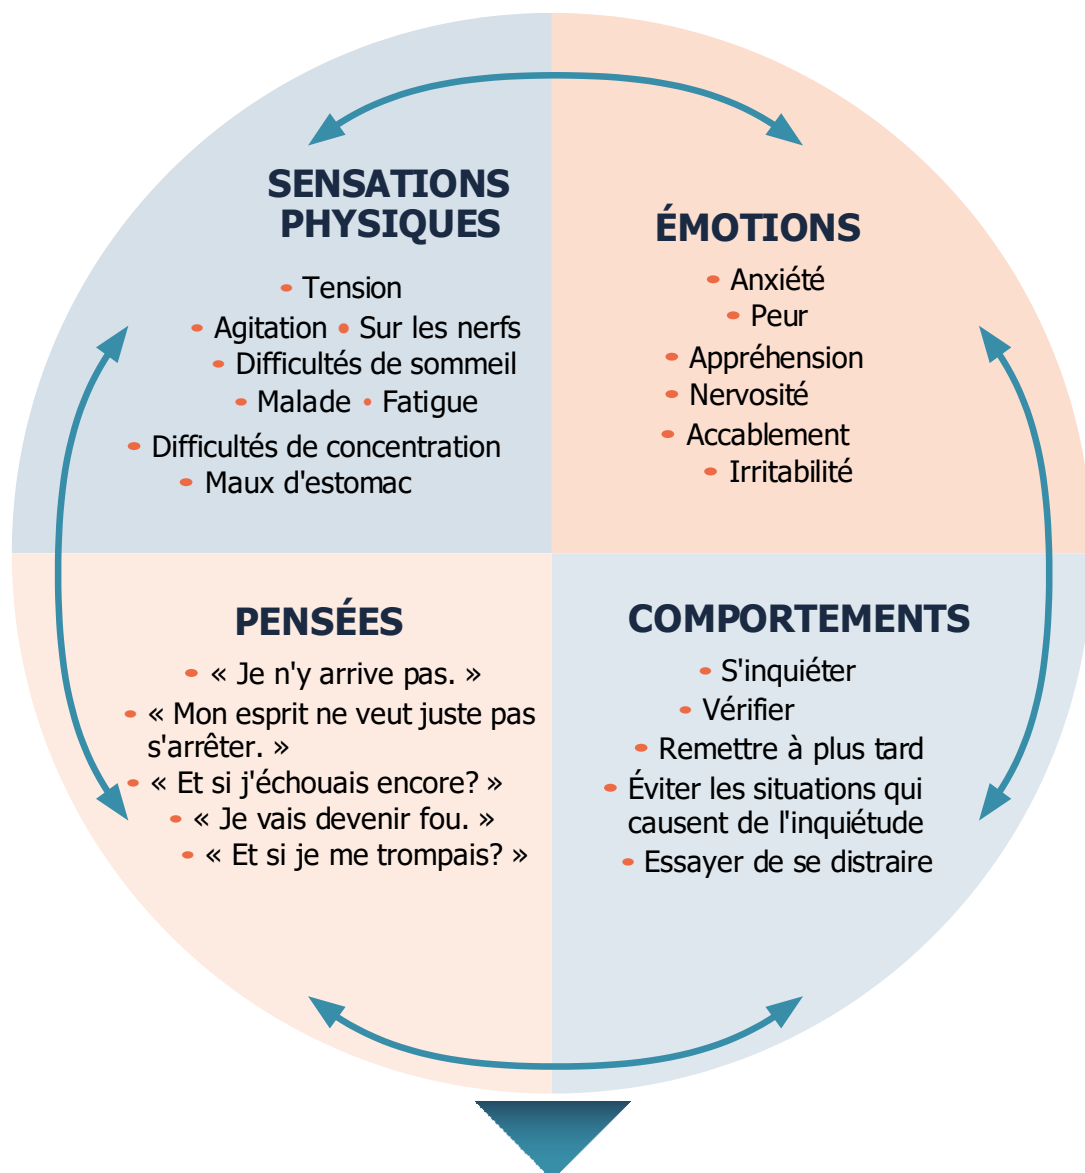 SENSATIONS
PHYSIQUES
• Tension
• Agitation • Sur les nerfs
• Difficultés de sommeil
• Malade • Fatigue
• Difficultés de concentration
• Maux d'estomac
ÉMOTIONS
• Anxiété
• Peur
• Appréhension
• Nervosité
• Accablement
• Irritabilité
PENSÉES
• « Je n'y arrive pas. »
• « Mon esprit ne veut juste pas
s'arrêter. »
• « Et si j'échouais encore? »
• « Je vais devenir fou. »
• « Et si je me trompais? »
COMPORTEMENTS
• S'inquiéter
• Vérifier
• Remettre à plus tard
• Éviter les situations qui
causent de l'inquiétude
• Essayer de se distraire